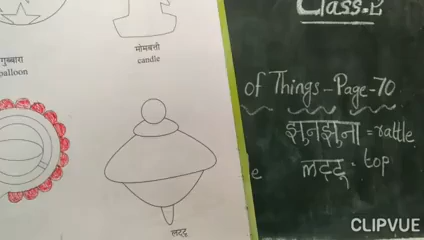 मोमबत्ती
candle
गुब्बारा
balloon
लट्टू
Class-
of Things-Page-70
झुनझुना = rattle
लट्टू - top
CLIPVUE